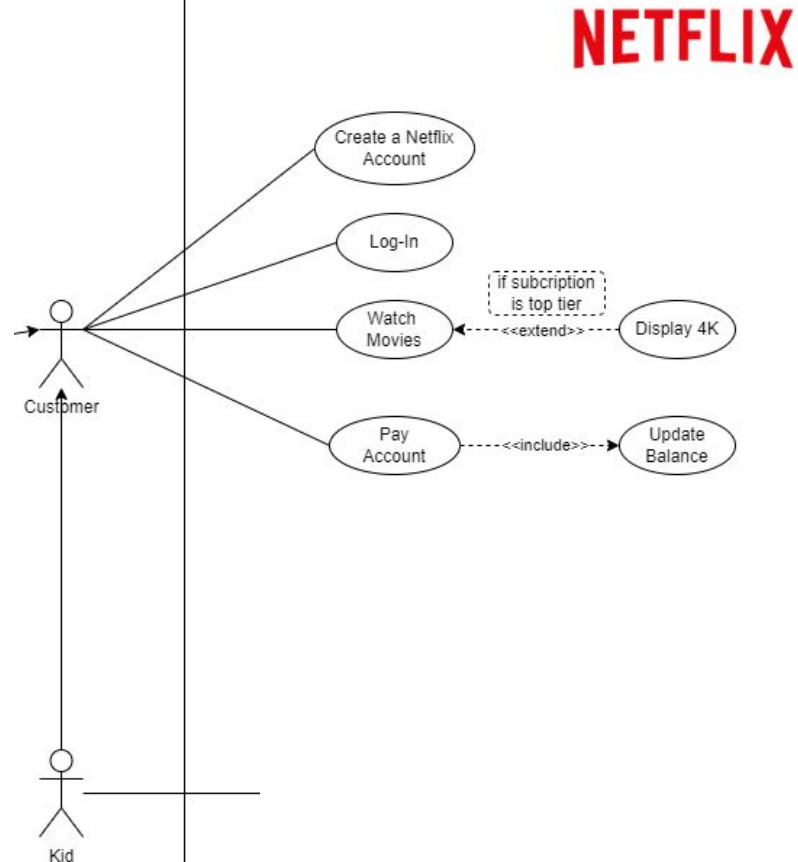 NETFLIX
Create a Netflix
Account
Log-In
if subcription
is top tier
Watch
Movies
<<extend>>
Display 4K
Customer
Pay
Account
<<include>>
Update
Balance
Kid